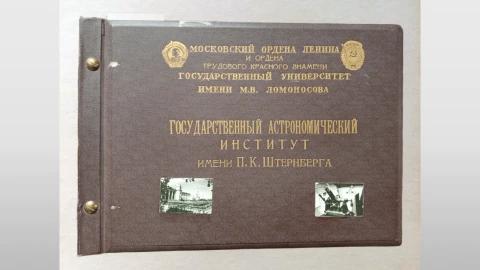 МОСКОВСКИЙ ОРДЕНА ЛЕНИНА
И ОРДЕНА
ТРУДОВОГО КРАСНОГО ЗНАМЕНИ
ГОСУДАРСТВЕННЫЙ УНИВЕРСИТЕТ
ИМЕНИ М.В. ЛОМОНОСОВА
ГОСУДАРСТВЕННЫЙ АСТРОНОМИЧЕСКИЙ
ИНСТИТУТ
ИМЕНИ П.К. ШТЕРНБЕРГА